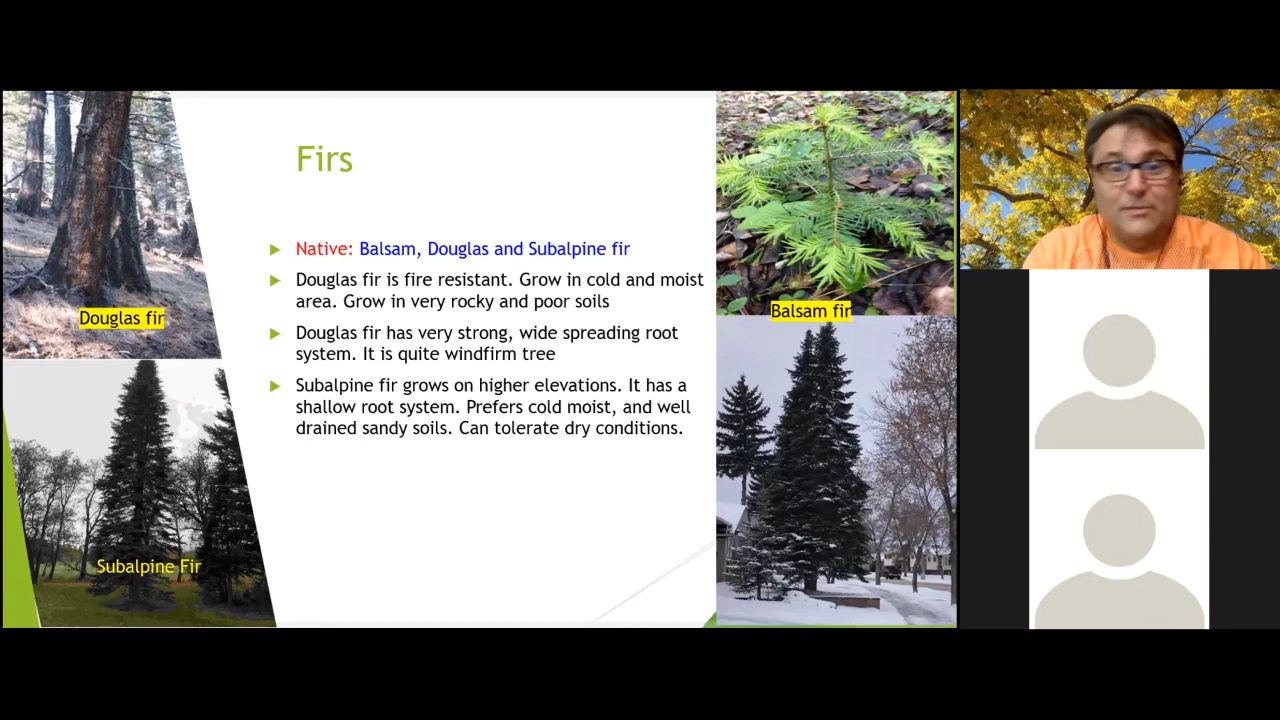 Firs
Native: Balsam, Douglas and Subalpine fir
Douglas fir is fire resistant. Grow in cold and moist
area. Grow in very rocky and poor soils
Douglas fir has very strong, wide spreading root
system. It is quite windfirm tree
Subalpine fir grows on higher elevations. It has a
shallow root system. Prefers cold moist, and well
drained sandy soils. Can tolerate dry conditions.
Douglas fir
Subalpine Fir
Balsam fir